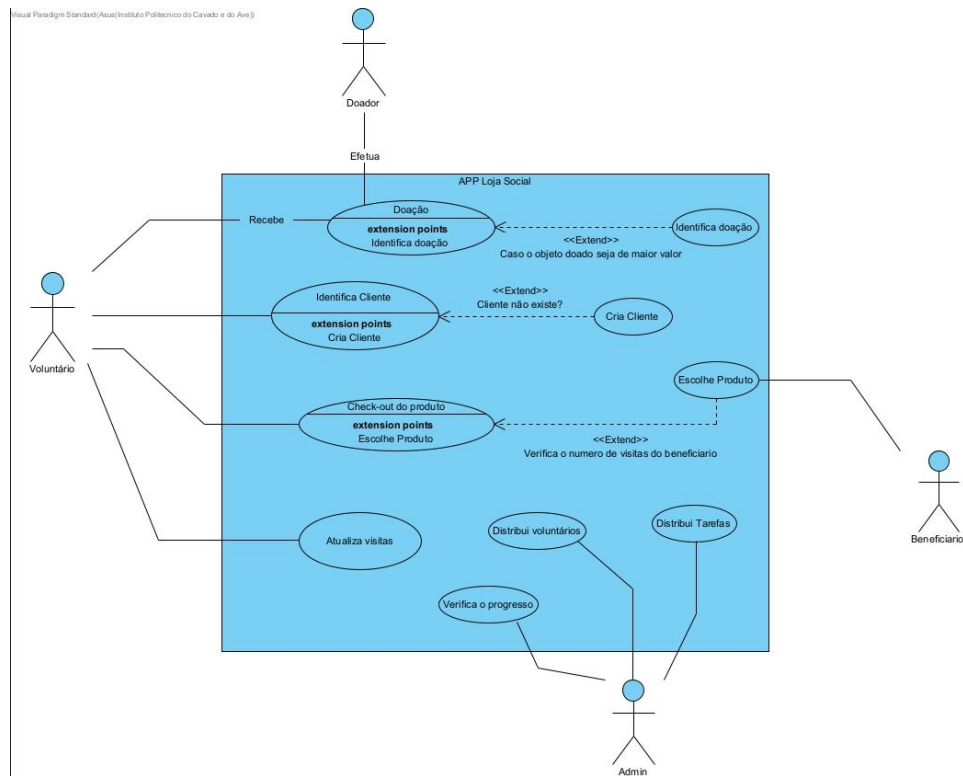 Visual Paradigm Standard(Asus(Instituto Politecnico do Cavado e do Ave))
Doador
Efetua
APP Loja Social
Recebe
Doação
extension points
Identifica doação
Identifica doação
<<Extend>>
Caso o objeto doado seja de maior valor
Identifica Cliente
extension points
Cria Cliente
<<Extend>>
Cliente não existe?
Cria Cliente
Voluntário
Escolhe Produto
Check-out do produto
extension points
Escolhe Produto
<<Extend>>
Verifica o numero de visitas do beneficiario
Beneficiario
Atualiza visitas
Distribui voluntários
Distribui Tarefas
Verifica o progresso
Admin